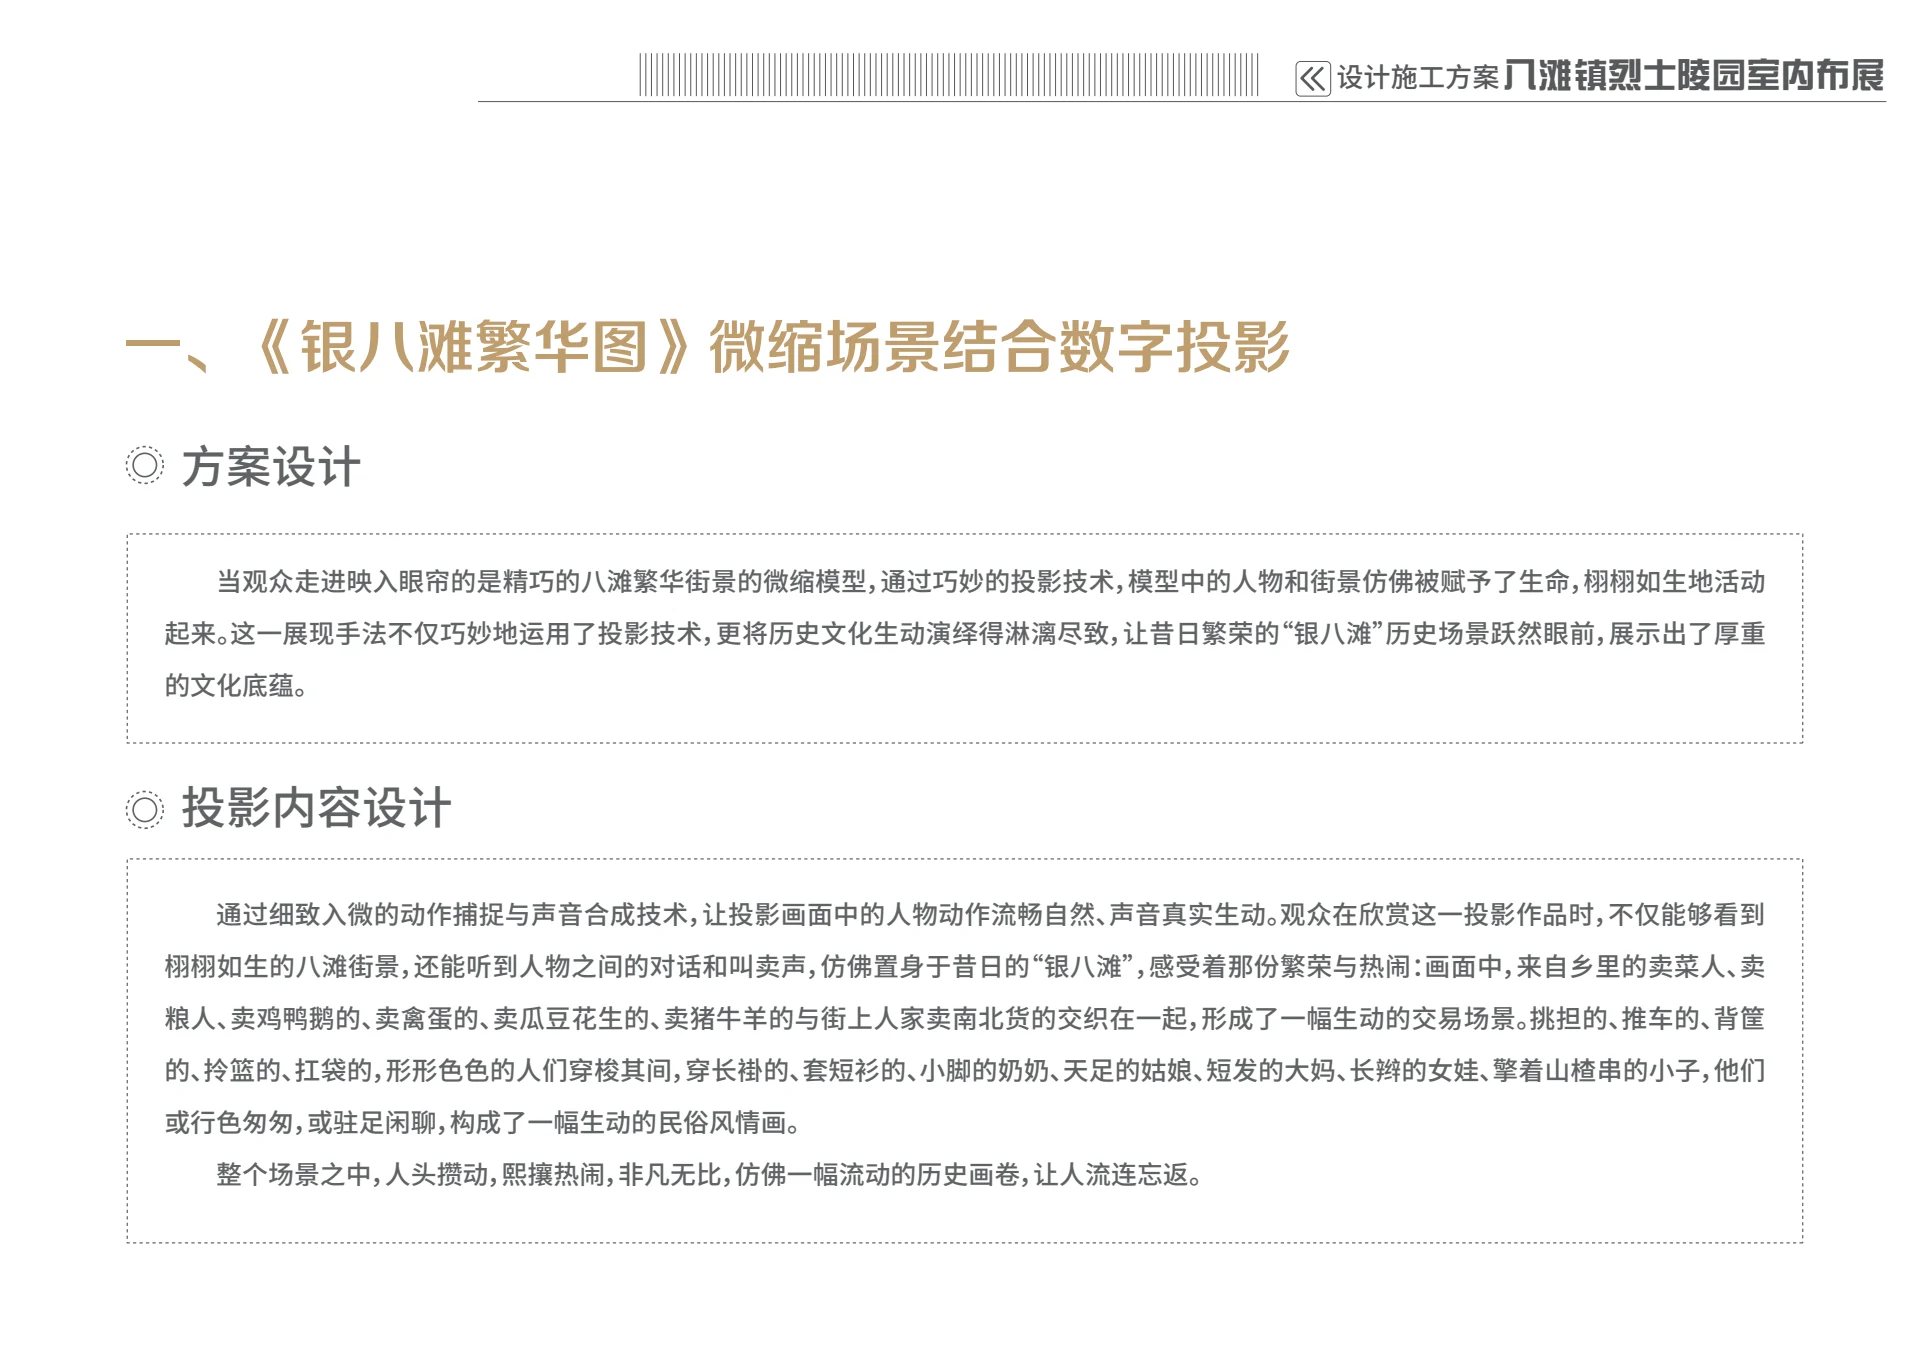 设计施工方案 八滩镇烈士陵园室内布展
一、《银八滩繁华图》微缩场景结合数字投影
方案设计
当观众走进映入眼帘的是精巧的八滩繁华街景的微缩模型，通过巧妙的投影技术，模型中的人物和街景仿佛被赋予了生命，栩栩如生地活动
起来。这一展现手法不仅巧妙地运用了投影技术，更将历史文化生动演绎得淋漓尽致，让昔日繁荣的“银八滩”历史场景跃然眼前，展示出了厚重
的文化底蕴。
投影内容设计
通过细致入微的动作捕捉与声音合成技术，让投影画面中的人物动作流畅自然、声音真实生动。观众在欣赏这一投影作品时，不仅能够看到
栩栩如生的八滩街景，还能听到人物之间的对话和叫卖声，仿佛置身于昔日的“银八滩”，感受着那份繁荣与热闹：画面中，来自乡里的卖菜人、卖
粮人、卖鸡鸭鹅的、卖禽蛋的、卖瓜豆花生的、卖猪牛羊的与街上人家卖南北货的交织在一起，形成了一幅生动的交易场景。挑担的、推车的、背筐
的、拎篮的、扛袋的，形形色色的人们穿梭其间，穿长褂的、套短衫的、小脚的奶奶、天足的姑娘、短发的大妈、长辫的女娃、擎着山楂串的小子，他们
或行色匆匆，或驻足闲聊，构成了一幅生动的民俗风情画。
整个场景之中，人头攒动，熙攘热闹，非凡无比，仿佛一幅流动的历史画卷，让人流连忘返。